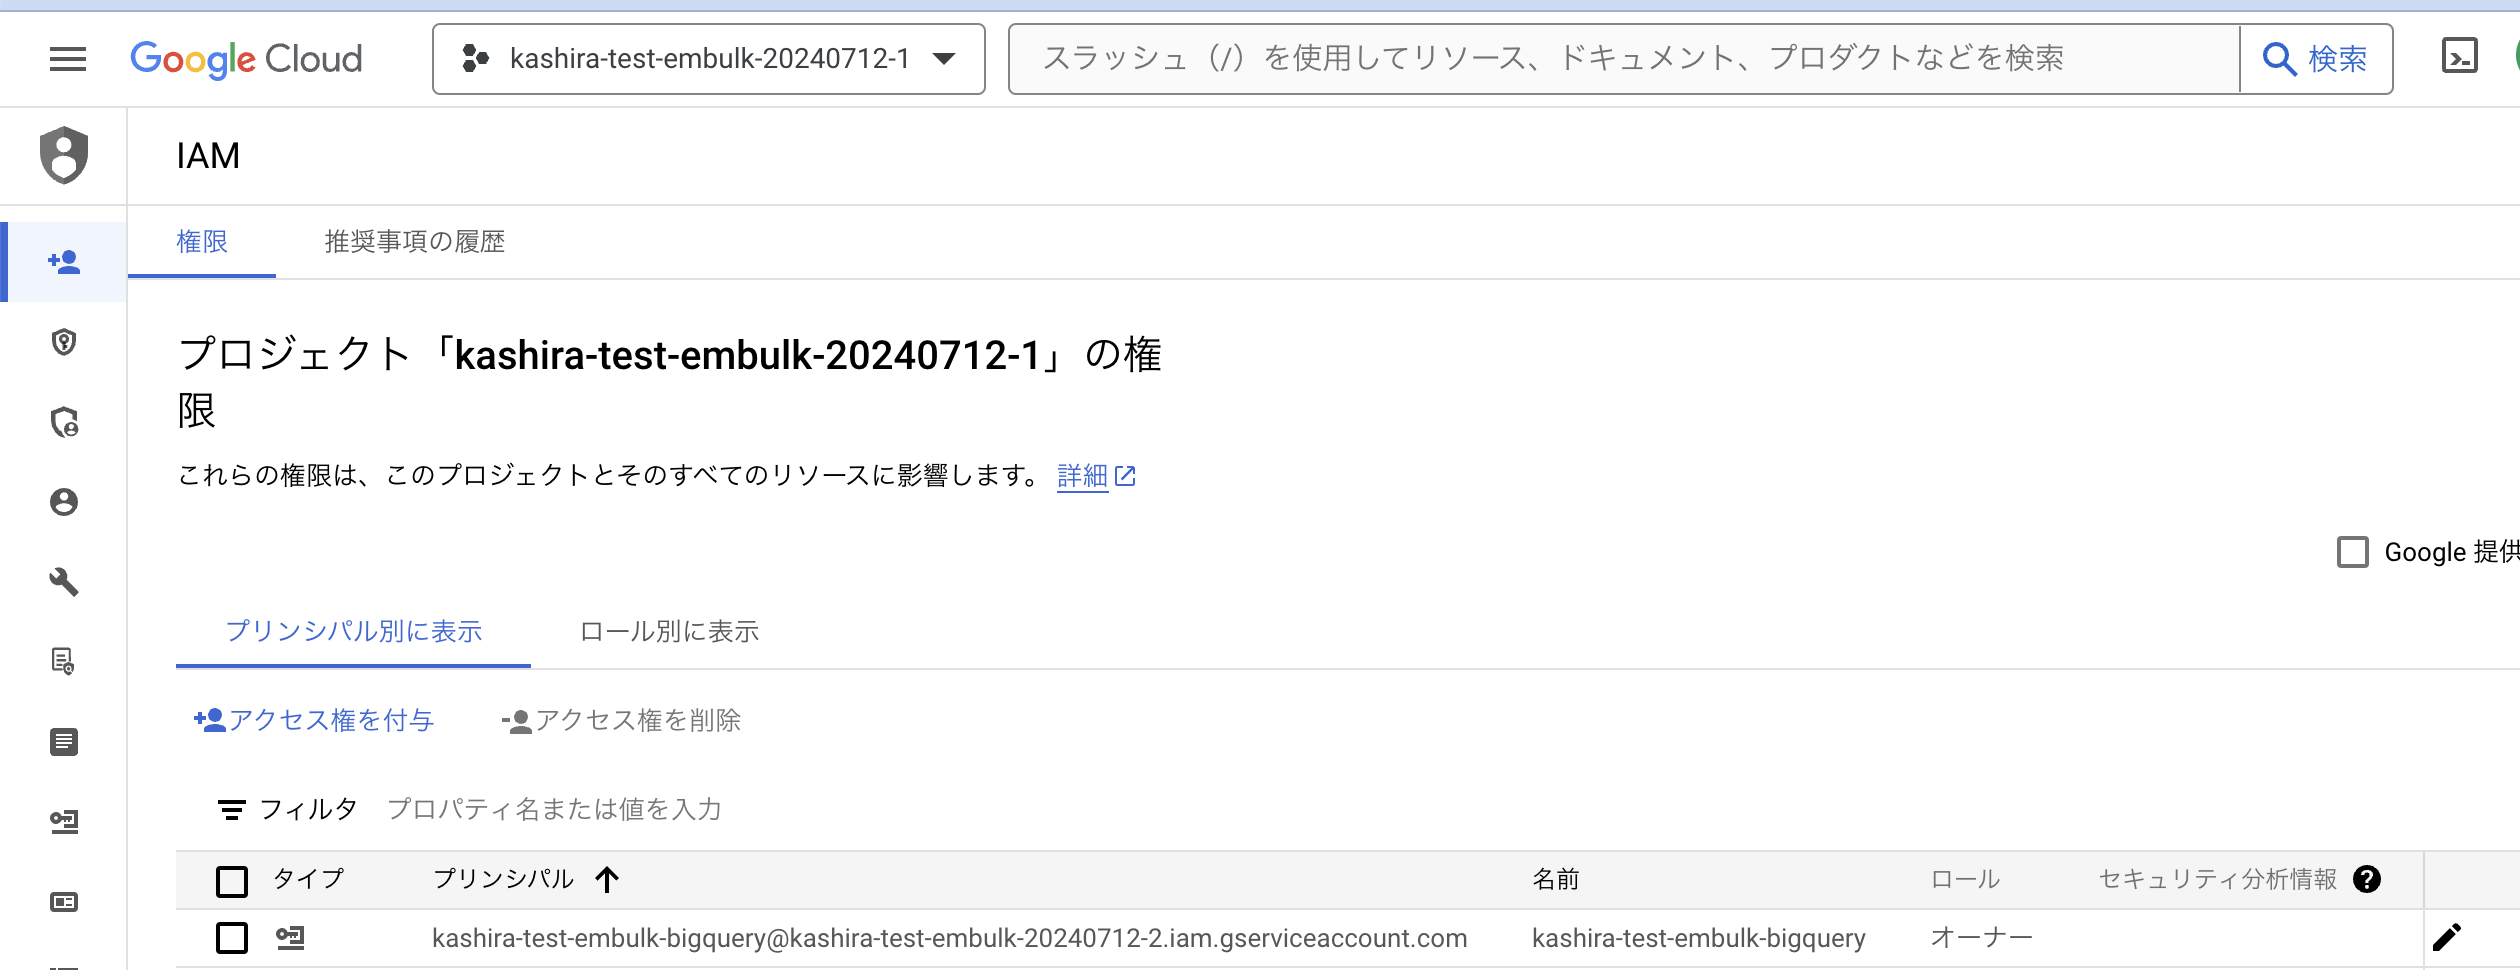 Google Cloud
kashira-test-embulk-20240712-1
スラッシュ（/）を使用してリソース、ドキュメント、プロダクトなどを検索
検索
IAM
権限
推奨事項の履歴
プロジェクト「kashira-test-embulk-20240712-1」の権
限
これらの権限は、このプロジェクトとそのすべてのリソースに影響します。 詳細
Google 提供
プリンシパル別に表示
ロール別に表示
アクセス権を付与
アクセス権を削除
フィルタ プロパティ名または値を入力
タイプ プリンシパル 名前 ロール セキュリティ分析情報
kashira-test-embulk-bigquery@kashira-test-embulk-20240712-2.iam.gserviceaccount.com kashira-test-embulk-bigquery オーナー